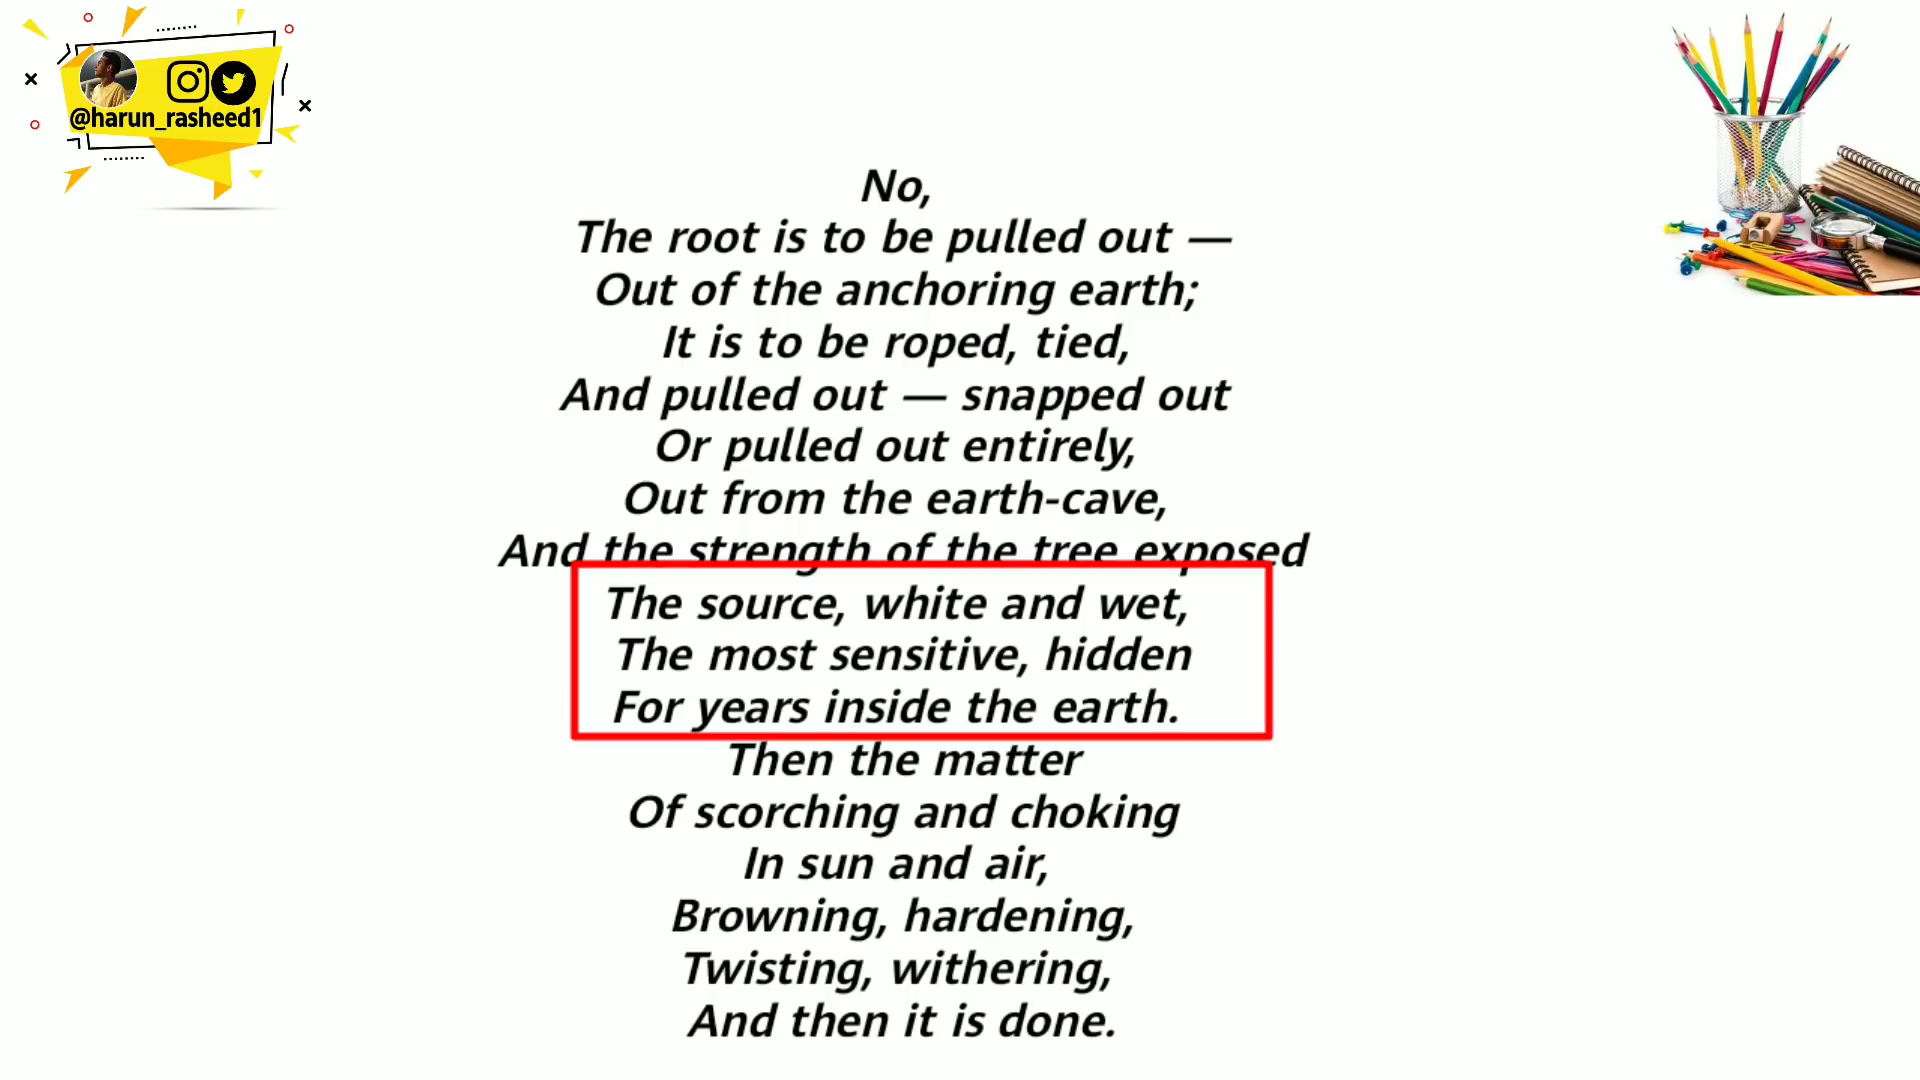 @harun_rasheed1
No,
The root is to be pulled out —
Out of the anchoring earth;
It is to be roped, tied,
And pulled out — snapped out
Or pulled out entirely,
Out from the earth-cave,
And the strength of the tree exposed
The source, white and wet,
The most sensitive, hidden
For years inside the earth.
Then the matter
Of scorching and choking
In sun and air,
Browning, hardening,
Twisting, withering,
And then it is done.